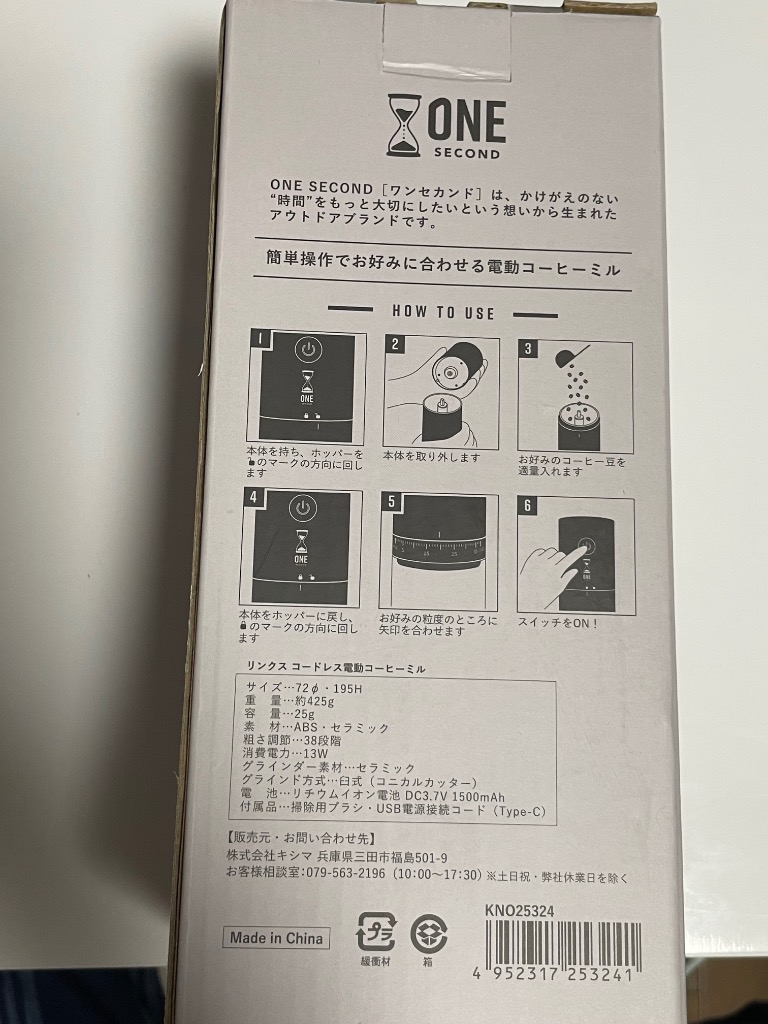 ONE
SECOND
ONE SECOND［ワンセカンド］は、かけがえのない
“時間”をもっと大切にしたいという想いから生まれた
アウトドアブランドです。
簡単操作でお好みに合わせる電動コーヒーミル
HOW TO USE
1
ONE
本体を持ち、ホッパーを
🔓のマークの方向に回し
ます
2
本体を取り外します
3
お好みのコーヒー豆を
適量入れます
4
ONE
本体をホッパーに戻し、
🔒のマークの方向に回し
ます
5
お好みの粒度のところに
矢印を合わせます
6
ONE
スイッチをON！
リンクス コードレス電動コーヒーミル
サイズ…72φ・195H
重　量…約425g
容　量…25g
素　材…ABS・セラミック
粗さ調節…38段階
消費電力…13W
グラインダー素材…セラミック
グラインド方式…臼式（コニカルカッター）
電　池…リチウムイオン電池 DC3.7V 1500mAh
付属品…掃除用ブラシ・USB電源接続コード（Type-C）
【販売元・お問い合わせ先】
株式会社キシマ 兵庫県三田市福島501-9
お客様相談室:079-563-2196（10:00〜17:30）※土日祝・弊社休業日を除く
Made in China
プラ
緩衝材
箱
KNO25324
4 952317 253241